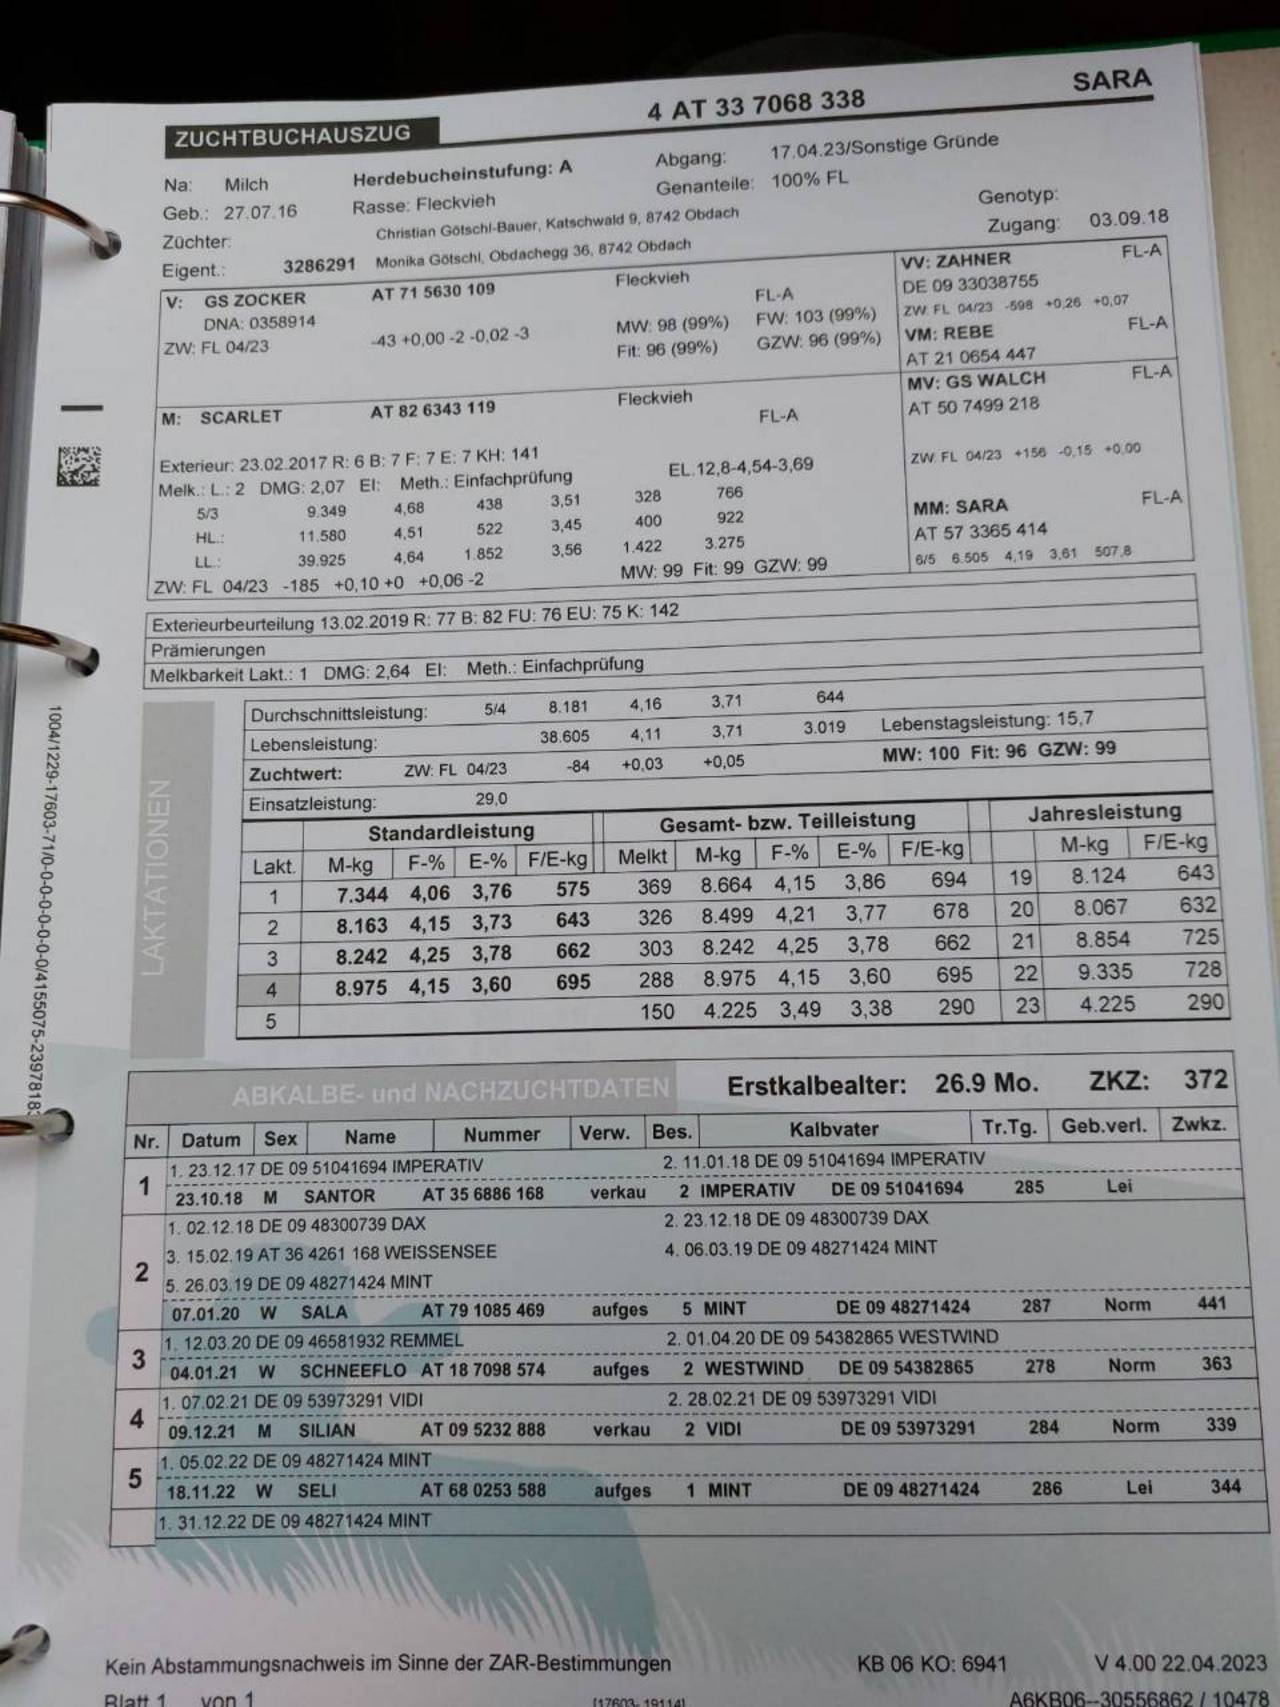 4 AT 33 7068 338 SARA
ZUCHTBUCHAUSZUG
Na: Milch Herdebucheinstufung: A Abgang: 17.04.23/Sonstige Gründe
Geb.: 27.07.16 Rasse: Fleckvieh Genanteile: 100% FL Genotyp:
Züchter: Christian Götschl-Bauer, Katschwald 9, 8742 Obdach Zugang: 03.09.18
Eigent.: 3286291 Monika Götschl, Obdachegg 36, 8742 Obdach
V: GS ZOCKER AT 71 5630 109 Fleckvieh FL-A
DNA: 0358914
ZW: FL 04/23 -43 +0,00 -2 -0,02 -3
MW: 98 (99%) FW: 103 (99%)
Fit: 96 (99%) GZW: 96 (99%)
VV: ZAHNER FL-A
DE 09 33038755
ZW: FL 04/23 -598 +0,26 +0,07
VM: REBE FL-A
AT 21 0654 447
M: SCARLET AT 82 6343 119 Fleckvieh FL-A
Exterieur: 23.02.2017 R: 6 B: 7 F: 7 E: 7 KH: 141
Melk.: L.: 2 DMG: 2,07 EI: Meth.: Einfachprüfung EL.12,8-4,54-3,69
5/3 9.349 4,68 438 3,51 328 766
HL.: 11.580 4,51 522 3,45 400 922
LL.: 39.925 4,64 1.852 3,56 1.422 3.275
ZW: FL 04/23 -185 +0,10 +0 +0,06 -2 MW: 99 Fit: 99 GZW: 99
MV: GS WALCH FL-A
AT 50 7499 218
ZW: FL 04/23 +156 -0,15 +0,00
MM: SARA FL-A
AT 57 3365 414
6/5 6.505 4,19 3,61 507,8
Exterieurbeurteilung 13.02.2019 R: 77 B: 82 FU: 76 EU: 75 K: 142
Prämierungen
Melkbarkeit Lakt.: 1 DMG: 2,64 EI: Meth.: Einfachprüfung
LAKTATIONEN
Durchschnittsleistung: 5/4 8.181 4,16 3,71 644
Lebensleistung: 38.605 4,11 3,71 3.019 Lebenstagsleistung: 15,7
Zuchtwert: ZW: FL 04/23 -84 +0,03 +0,05 MW: 100 Fit: 96 GZW: 99
Einsatzleistung: 29,0
Standardleistung Gesamt- bzw. Teilleistung Jahresleistung
Lakt. M-kg F-% E-% F/E-kg Melkt M-kg F-% E-% F/E-kg M-kg F/E-kg
1 7.344 4,06 3,76 575 369 8.664 4,15 3,86 694 19 8.124 643
2 8.163 4,15 3,73 643 326 8.499 4,21 3,77 678 20 8.067 632
3 8.242 4,25 3,78 662 303 8.242 4,25 3,78 662 21 8.854 725
4 8.975 4,15 3,60 695 288 8.975 4,15 3,60 695 22 9.335 728
5 150 4.225 3,49 3,38 290 23 4.225 290
ABKALBE- und NACHZUCHTDATEN Erstkalbealter: 26.9 Mo. ZKZ: 372
Nr. Datum Sex Name Nummer Verw. Bes. Kalbvater Tr.Tg. Geb.verl. Zwkz.
1 1. 23.12.17 DE 09 51041694 IMPERATIV 2. 11.01.18 DE 09 51041694 IMPERATIV
23.10.18 M SANTOR AT 35 6886 168 verkau 2 IMPERATIV DE 09 51041694 285 Lei
2 1. 02.12.18 DE 09 48300739 DAX 2. 23.12.18 DE 09 48300739 DAX
3. 15.02.19 AT 36 4261 168 WEISSENSEE 4. 06.03.19 DE 09 48271424 MINT
5. 26.03.19 DE 09 48271424 MINT
07.01.20 W SALA AT 79 1085 469 aufges 5 MINT DE 09 48271424 287 Norm 441
3 1. 12.03.20 DE 09 46581932 REMMEL 2. 01.04.20 DE 09 54382865 WESTWIND
04.01.21 W SCHNEEFLO AT 18 7098 574 aufges 2 WESTWIND DE 09 54382865 278 Norm 363
4 1. 07.02.21 DE 09 53973291 VIDI 2. 28.02.21 DE 09 53973291 VIDI
09.12.21 M SILIAN AT 09 5232 888 verkau 2 VIDI DE 09 53973291 284 Norm 339
5 1. 05.02.22 DE 09 48271424 MINT
18.11.22 W SELI AT 68 0253 588 aufges 1 MINT DE 09 48271424 286 Lei 344
1. 31.12.22 DE 09 48271424 MINT
Kein Abstammungsnachweis im Sinne der ZAR-Bestimmungen KB 06 KO: 6941 V 4.00 22.04.2023
Blatt 1 von 1 [17603- 19114] A6KB06--30556862 / 10478